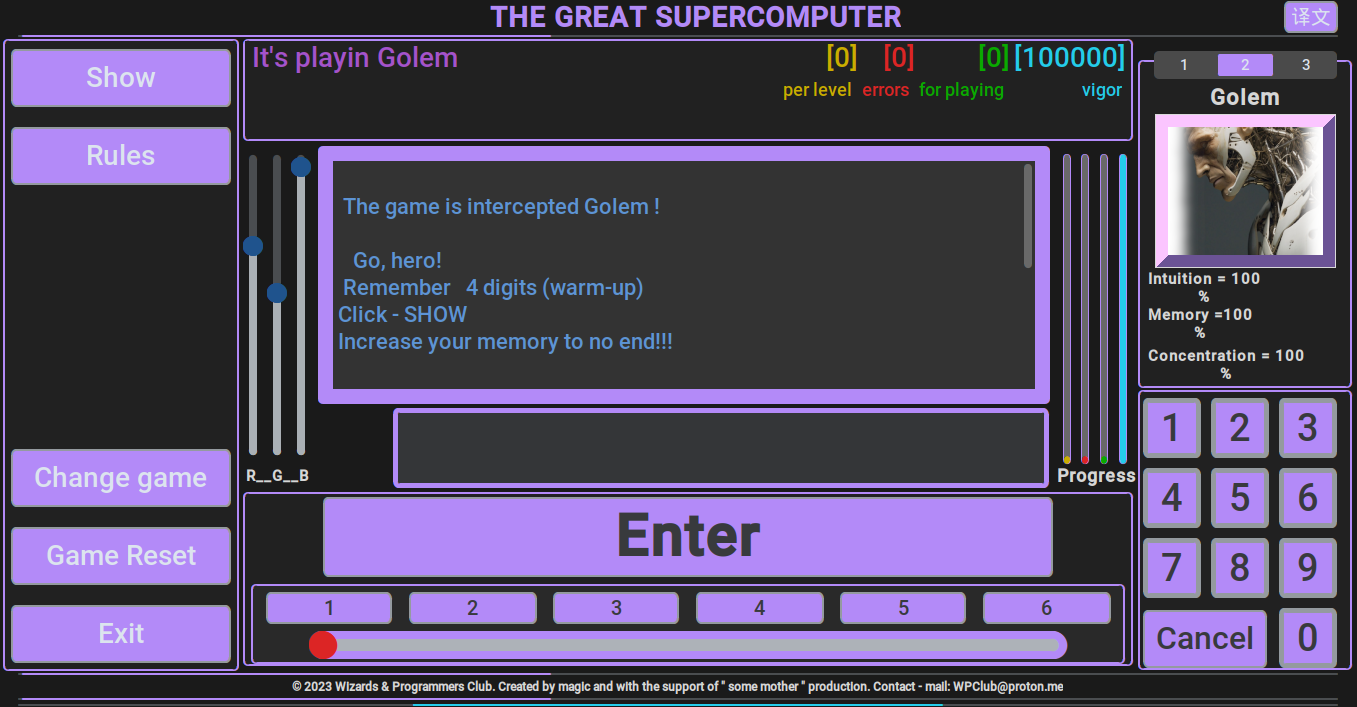 THE GREAT SUPERCOMPUTER
译文
Show
Rules
Change game
Game Reset
Exit
It's playin Golem
[0] [0] [0] [100000]
per level errors for playing vigor
The game is intercepted Golem !
Go, hero!
Remember 4 digits (warm-up)
Click - SHOW
Increase your memory to no end!!!
R__G__B
Progress
Enter
1 2 3 4 5 6
1 2 3
Golem
Intuition = 100
%
Memory =100
%
Concentration = 100
%
1 2 3
4 5 6
7 8 9
Cancel 0
© 2023 Wizards & Programmers Club. Created by magic and with the support of " some mother " production. Contact - mail: WPClub@proton.me